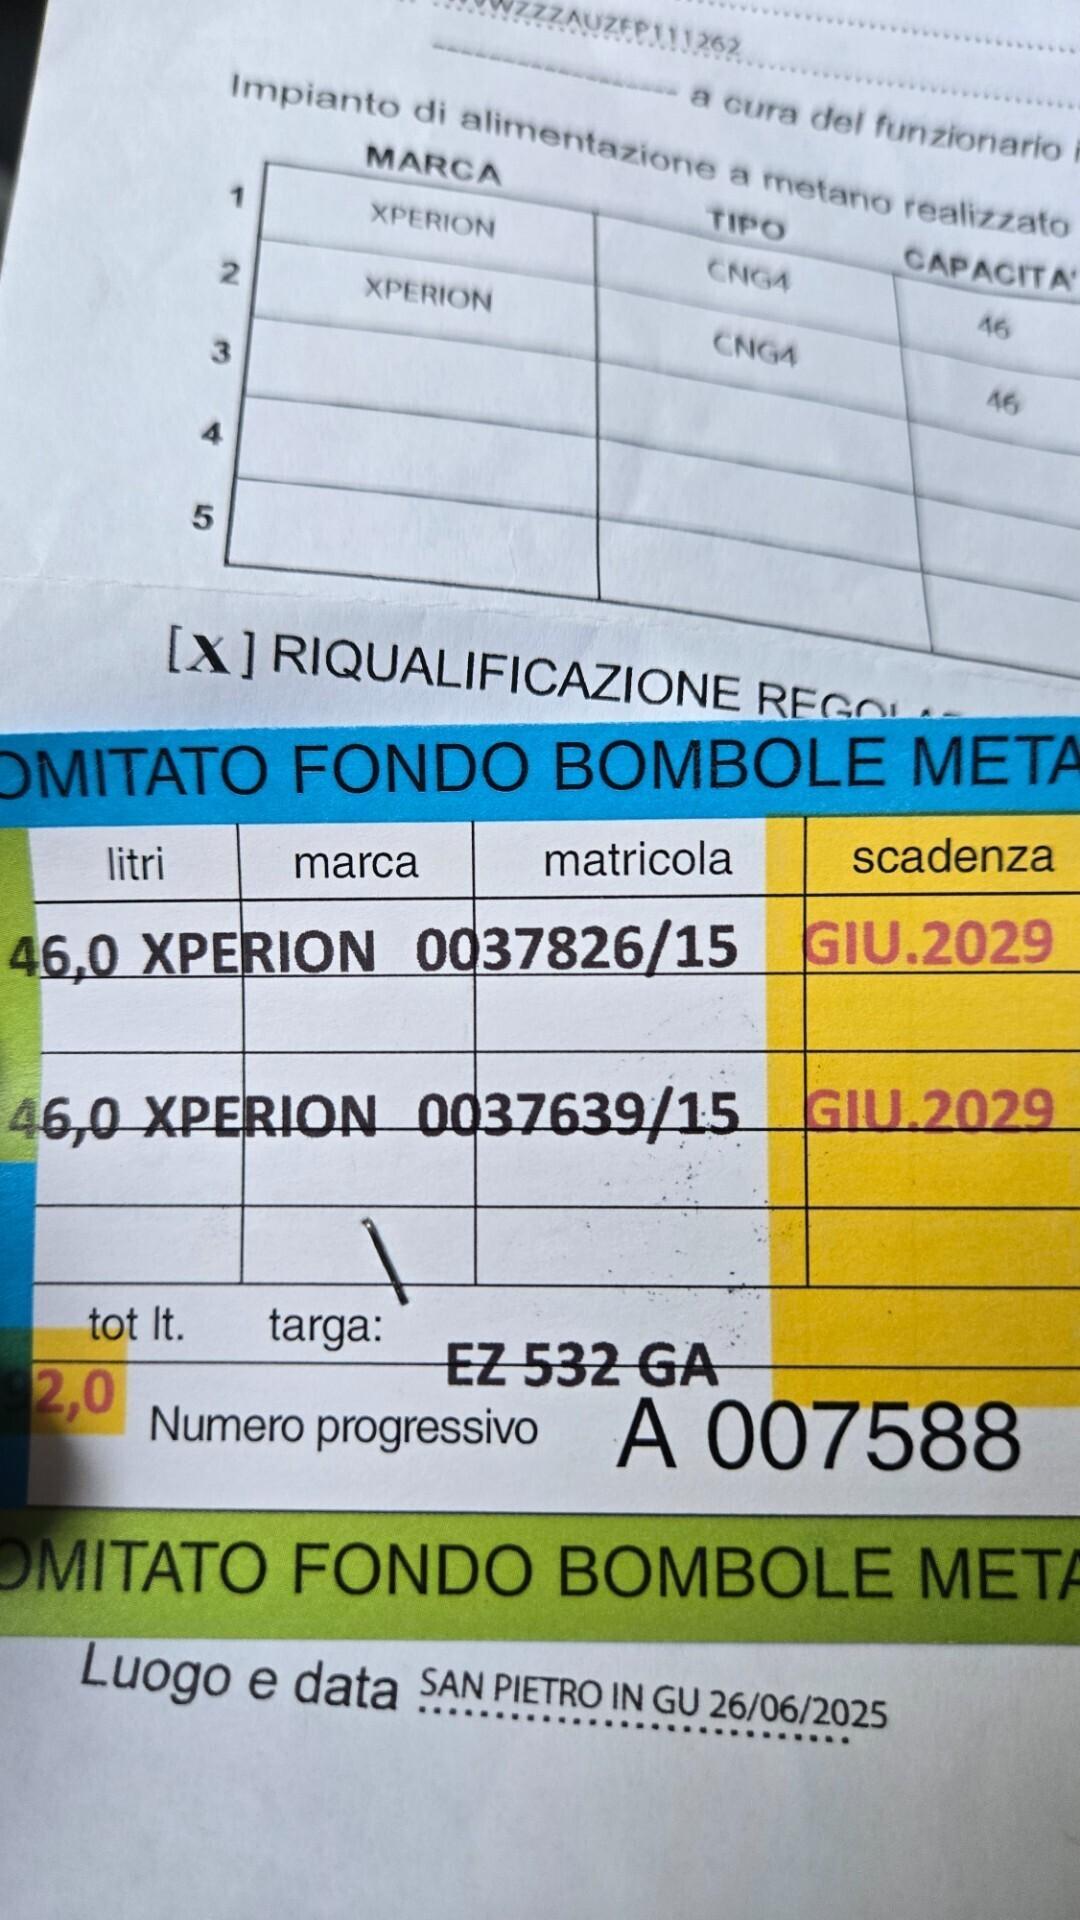 ZZZAUZFP111262
a cura del funzionario
Impianto di alimentazione a metano realizzato
MARCA TIPO CAPACITA'
1 XPERION CNG4 46
2 XPERION CNG4 46
3
4
5
[X] RIQUALIFICAZIONE
OMITATO FONDO BOMBOLE META
litri marca matricola scadenza
46,0 XPERION 0037826/15 GIU.2029
46,0 XPERION 0037639/15 GIU.2029
tot lt. targa:
EZ 532 GA
2,0
Numero progressivo A 007588
OMITATO FONDO BOMBOLE META
Luogo e data SAN PIETRO IN GU 26/06/2025